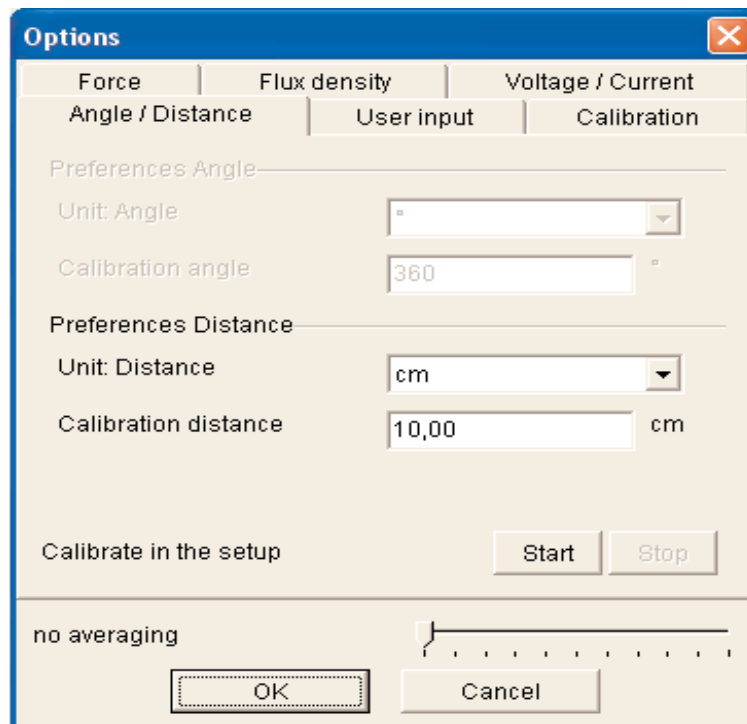 Options
Force Flux density Voltage / Current
Angle / Distance User input Calibration
Preferences Angle
Unit: Angle °
Calibration angle 360 °
Preferences Distance
Unit: Distance cm
Calibration distance 10,00 cm
Calibrate in the setup Start Stop
no averaging
OK Cancel